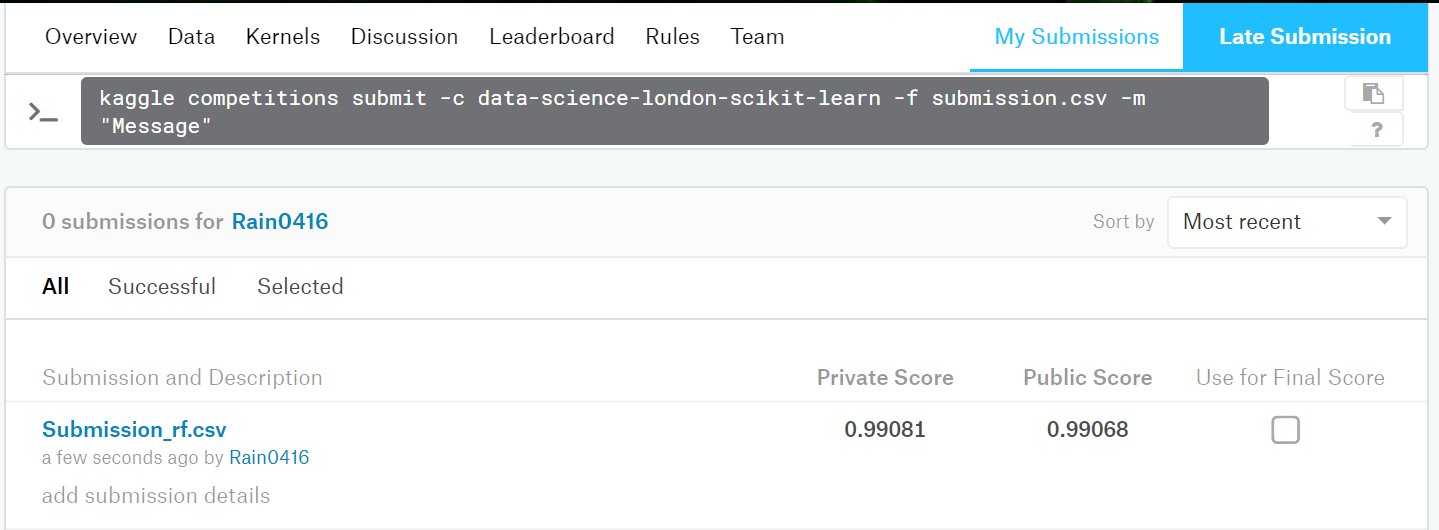 Overview Data Kernels Discussion Leaderboard Rules Team My Submissions Late Submission
>_ kaggle competitions submit -c data-science-london-scikit-learn -f submission.csv -m
"Message"
?
0 submissions for Rain0416 Sort by Most recent
All Successful Selected
Submission and Description Private Score Public Score Use for Final Score
Submission_rf.csv 0.99081 0.99068
a few seconds ago by Rain0416
add submission details